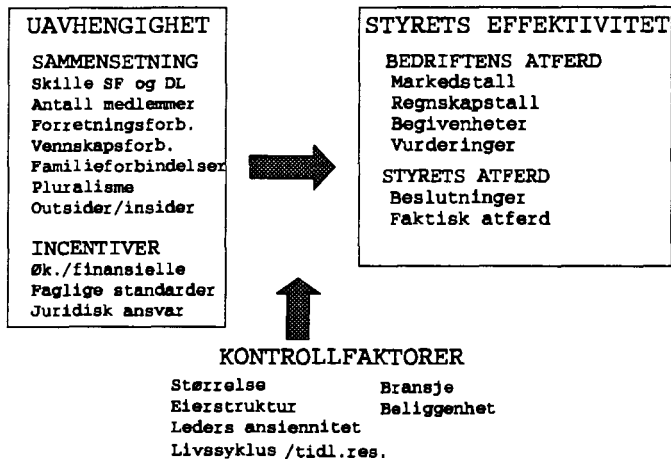 UAVHENGIGHET
SAMMENSETNING
Skille SF og DL
Antall medlemmer
Forretningsforb.
Vennskapsforb.
Familieforbindelser
Pluralisme
Outsider/insider
INCENTIVER
Øk./finansielle
Faglige standarder
Juridisk ansvar
STYRETS EFFEKTIVITET
BEDRIFTENS ATFERD
Markedstall
Regnskapstall
Begivenheter
Vurderinger
STYRETS ATFERD
Beslutninger
Faktisk atferd
KONTROLLFAKTORER
Størrelse
Eierstruktur
Leders ansiennitet
Livssyklus /tidl.res.
Bransje
Beliggenhet